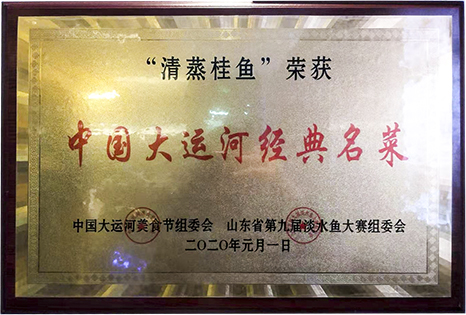 “清蒸桂鱼”荣获
中国大运河经典名菜
中国大运河美食节组委会 山东省第九届淡水鱼大赛组委会
二〇二〇年元月一日